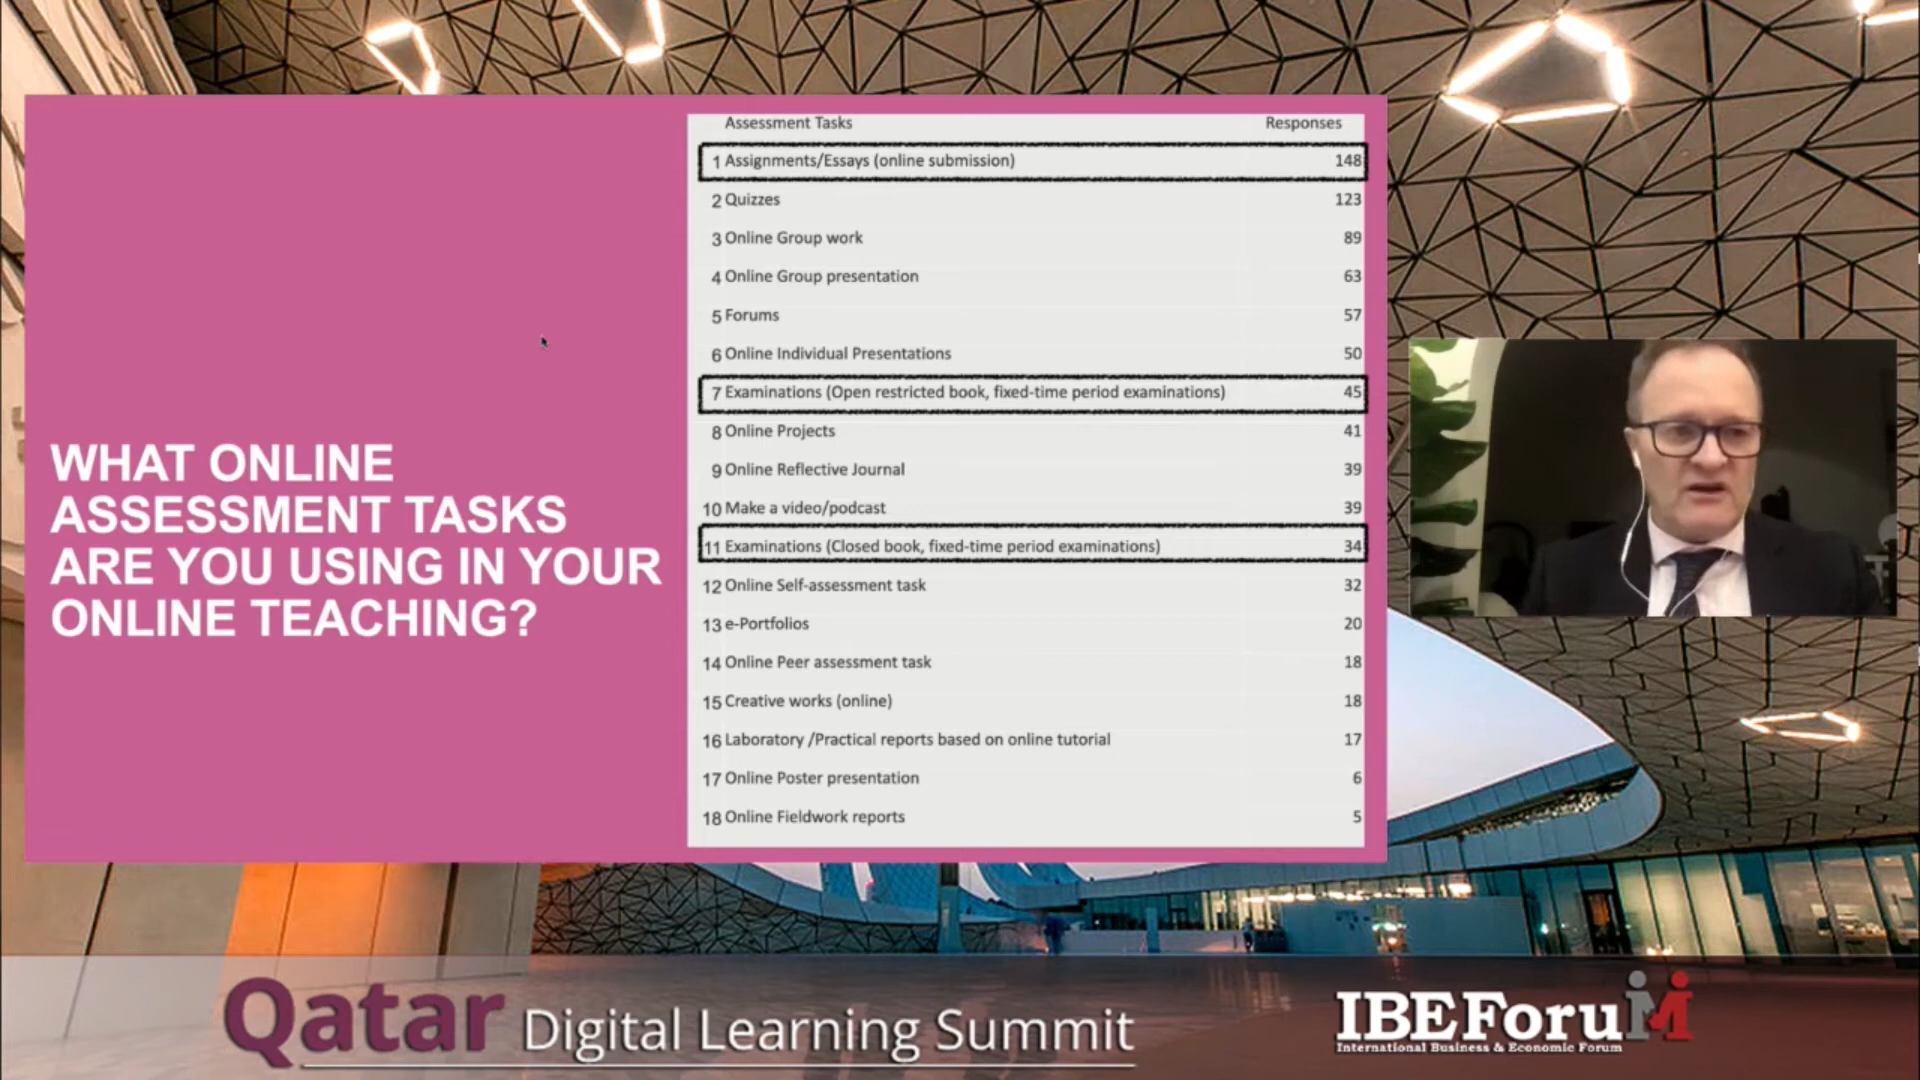 WHAT ONLINE
ASSESSMENT TASKS
ARE YOU USING IN YOUR
ONLINE TEACHING?
Assessment Tasks Responses
1 Assignments/Essays (online submission) 148
2 Quizzes 123
3 Online Group work 89
4 Online Group presentation 63
5 Forums 57
6 Online Individual Presentations 50
7 Examinations (Open restricted book, fixed-time period examinations) 45
8 Online Projects 41
9 Online Reflective Journal 39
10 Make a video/podcast 39
11 Examinations (Closed book, fixed-time period examinations) 34
12 Online Self-assessment task 32
13 e-Portfolios 20
14 Online Peer assessment task 18
15 Creative works (online) 18
16 Laboratory /Practical reports based on online tutorial 17
17 Online Poster presentation 6
18 Online Fieldwork reports 5
Qatar Digital Learning Summit
IBEForuM
International Business & Economic Forum